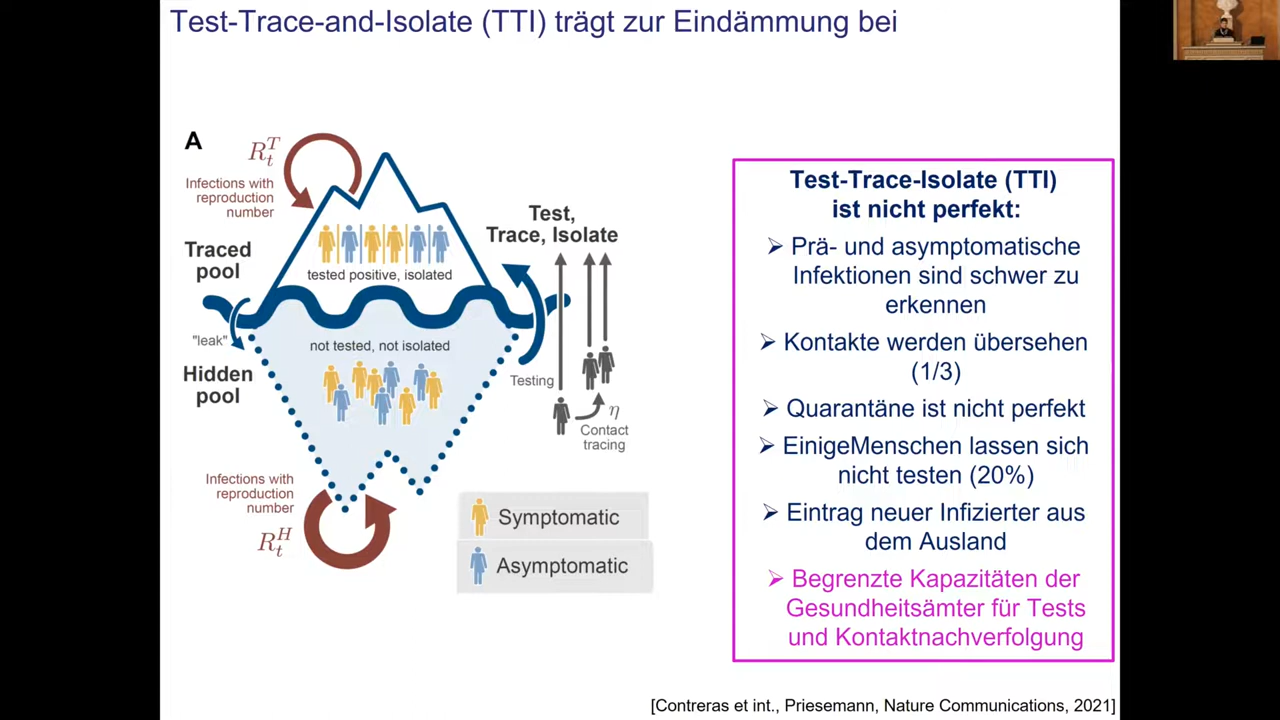 Test-Trace-and-Isolate (TTI) trägt zur Eindämmung bei
A
R_t^T
Infections with
reproduction
number
Traced
pool
tested positive, isolated
"leak"
Hidden
pool
not tested, not isolated
Infections with
reproduction
number
R_t^H
Test,
Trace, Isolate
Testing
η
Contact
tracing
Symptomatic
Asymptomatic
Test-Trace-Isolate (TTI)
ist nicht perfekt:
➢ Prä- und asymptomatische
Infektionen sind schwer zu
erkennen
➢ Kontakte werden übersehen
(1/3)
➢ Quarantäne ist nicht perfekt
➢ EinigeMenschen lassen sich
nicht testen (20%)
➢ Eintrag neuer Infizierter aus
dem Ausland
➢ Begrenzte Kapazitäten der
Gesundheitsämter für Tests
und Kontaktnachverfolgung
[Contreras et int., Priesemann, Nature Communications, 2021]